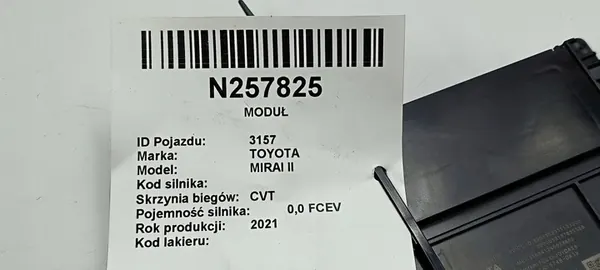 N257825
MODUŁ
ID Pojazdu: 3157
Marka: TOYOTA
Model: MIRAI II
Kod silnika:
Skrzynia biegów: CVT
Pojemność silnika: 0,0 FCEV
Rok produkcji: 2021
Kod lakieru: